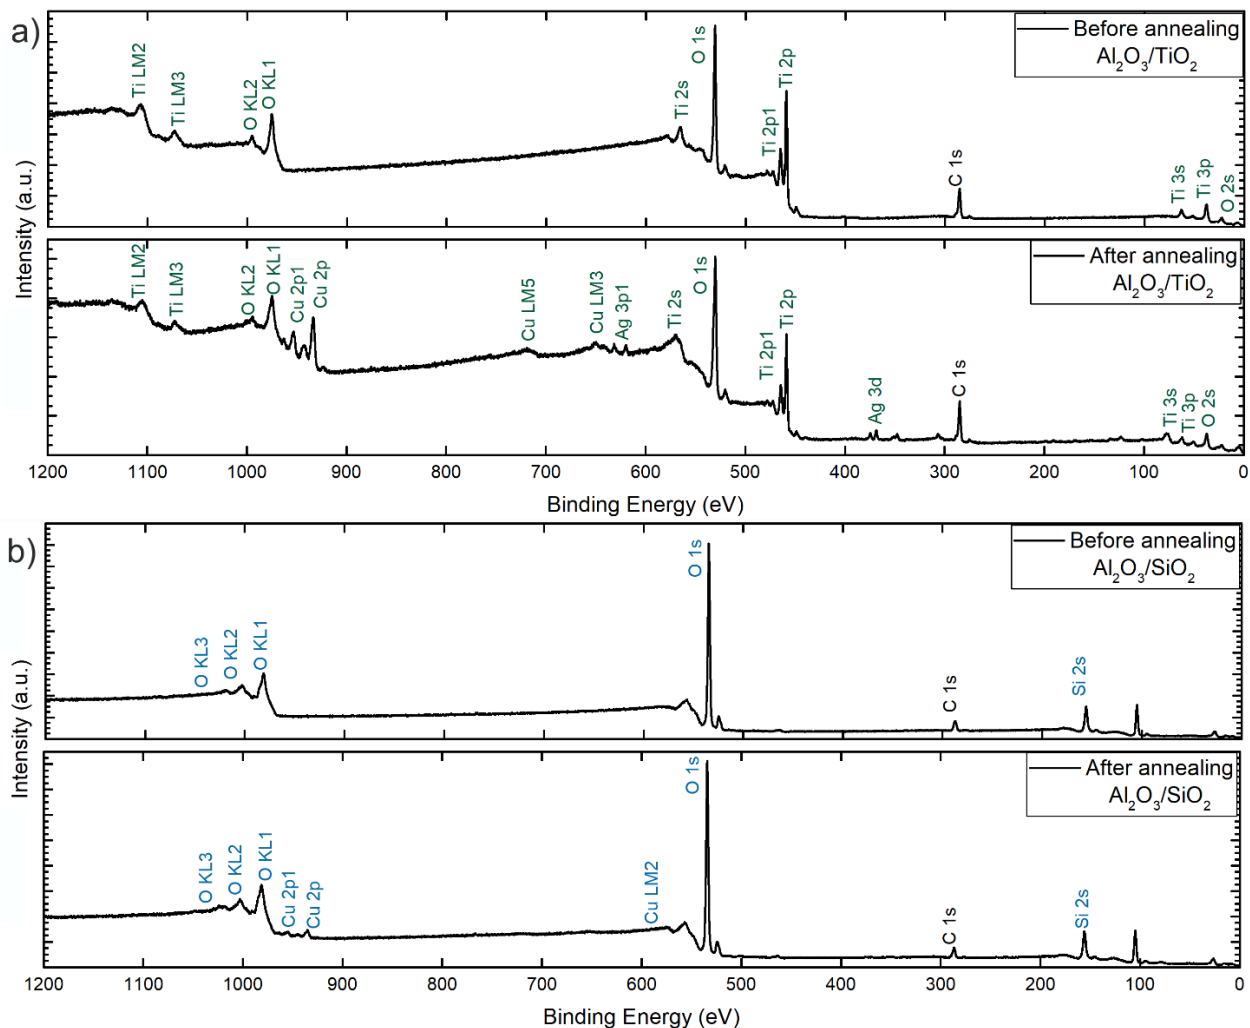 a)
Intensity (a.u.)
Before annealing
Al₂O₃/TiO₂
Ti LM2
Ti LM3
O KL2
O KL1
Ti 2s
O 1s
Ti 2p1
Ti 2p
C 1s
Ti 3s
Ti 3p
O 2s
After annealing
Al₂O₃/TiO₂
Ti LM2
Ti LM3
O KL2
O KL1
Cu 2p1
Cu 2p
Cu LM5
Cu LM3
Ag 3p1
Ti 2s
O 1s
Ti 2p1
Ti 2p
Ag 3d
C 1s
Ti 3s
Ti 3p
O 2s
1200 1100 1000 900 800 700 600 500 400 300 200 100 0
Binding Energy (eV)
b)
Intensity (a.u.)
Before annealing
Al₂O₃/SiO₂
O KL3
O KL2
O KL1
O 1s
C 1s
Si 2s
After annealing
Al₂O₃/SiO₂
O KL3
O KL2
O KL1
Cu 2p1
Cu 2p
Cu LM2
O 1s
C 1s
Si 2s
1200 1100 1000 900 800 700 600 500 400 300 200 100 0
Binding Energy (eV)